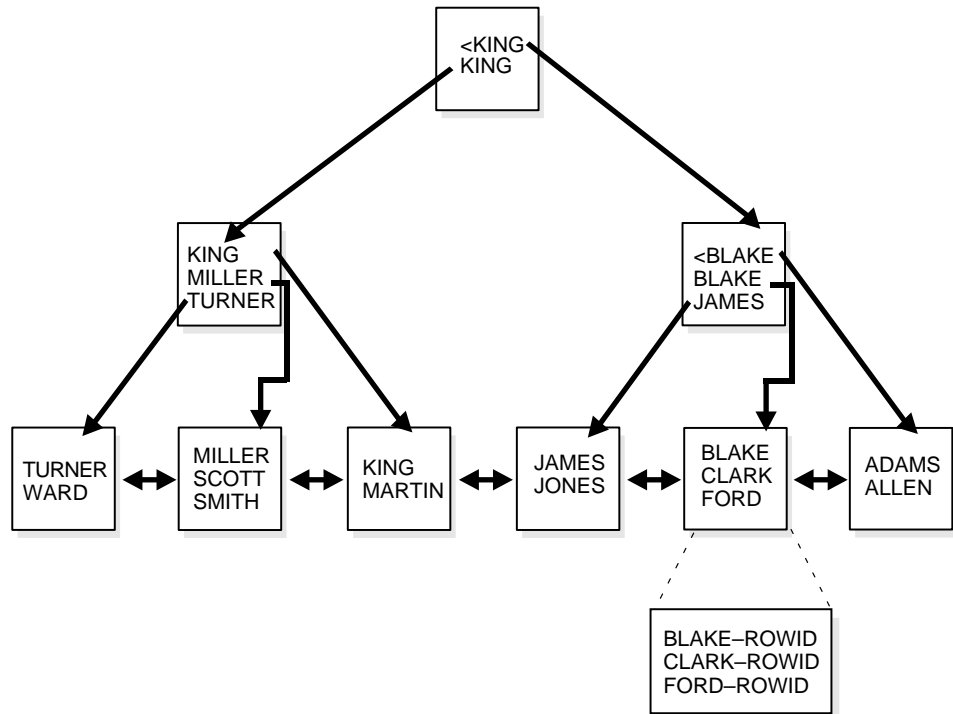 <KING
KING
KING
MILLER
TURNER
<BLAKE
BLAKE
JAMES
TURNER
WARD
MILLER
SCOTT
SMITH
KING
MARTIN
JAMES
JONES
BLAKE
CLARK
FORD
ADAMS
ALLEN
BLAKE–ROWID
CLARK–ROWID
FORD–ROWID